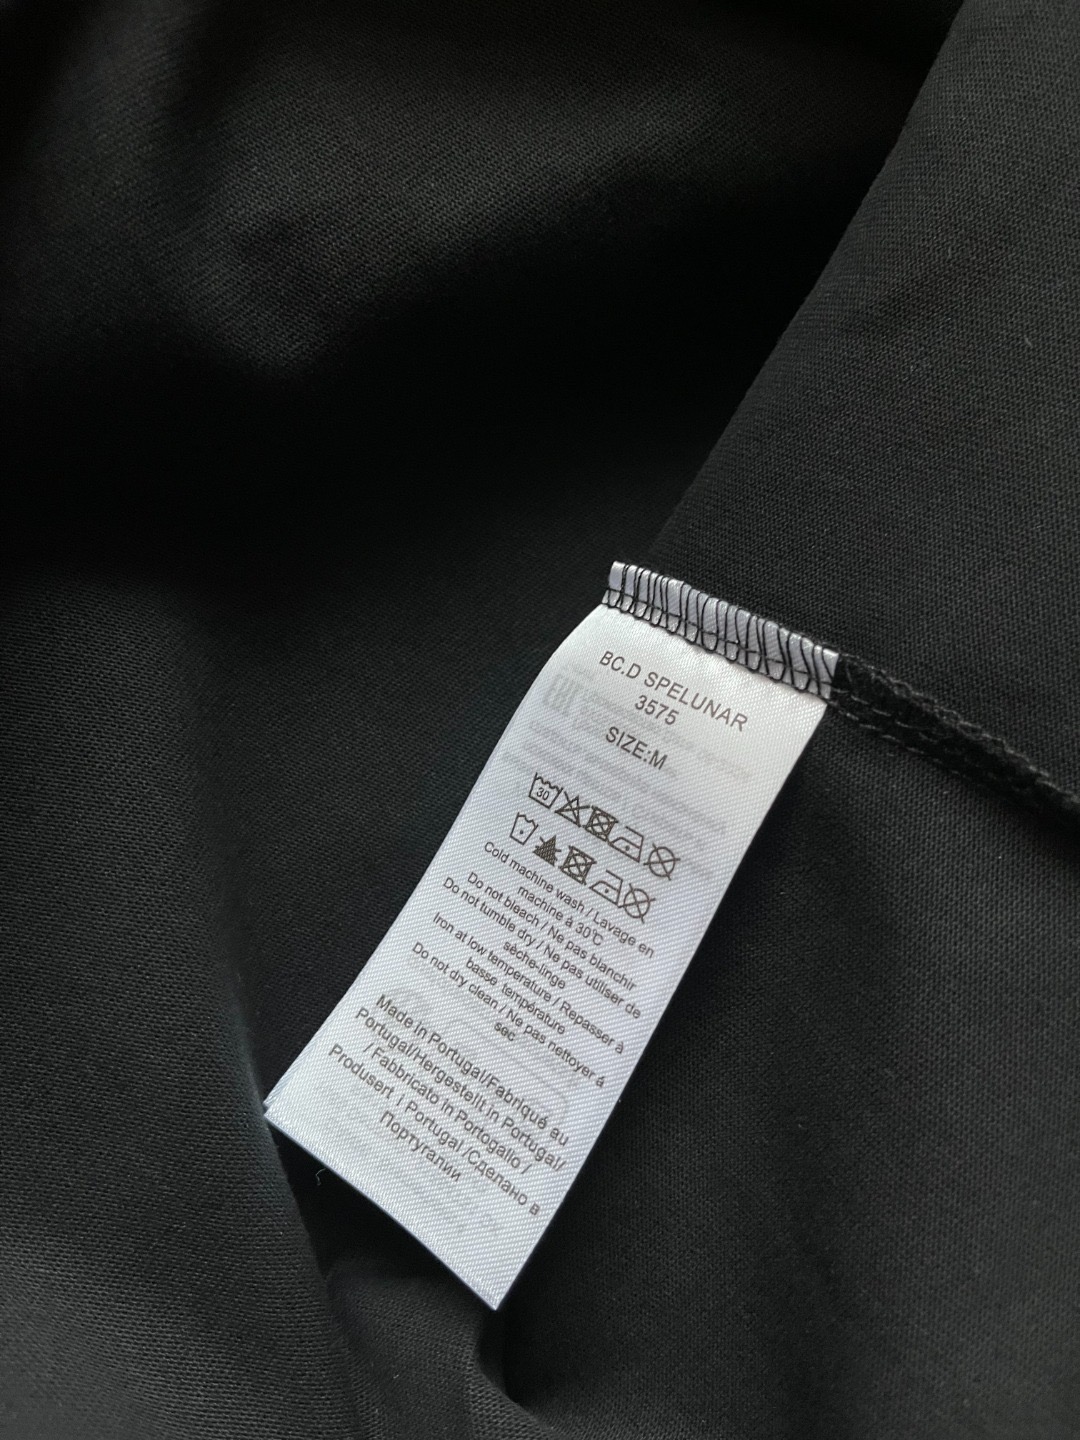 BC.D SPELUNAR
3575
SIZE:M
30
Cold machine wash / Lavage en
machine á 30°C
Do not bleach / Ne pas blanchir
Do not tumble dry / Ne pas utiliser de
sèche-linge
Iron at low temperature / Repasser à
basse température
Do not dry clean / Ne pas nettoyer á
sec
Made in Portugal/Fabriqué au
Portugal/Hergestellt in Portugal/
/ Fabbricato in Portogallo /
Produsert i Portugal /Сделано в
Португалии